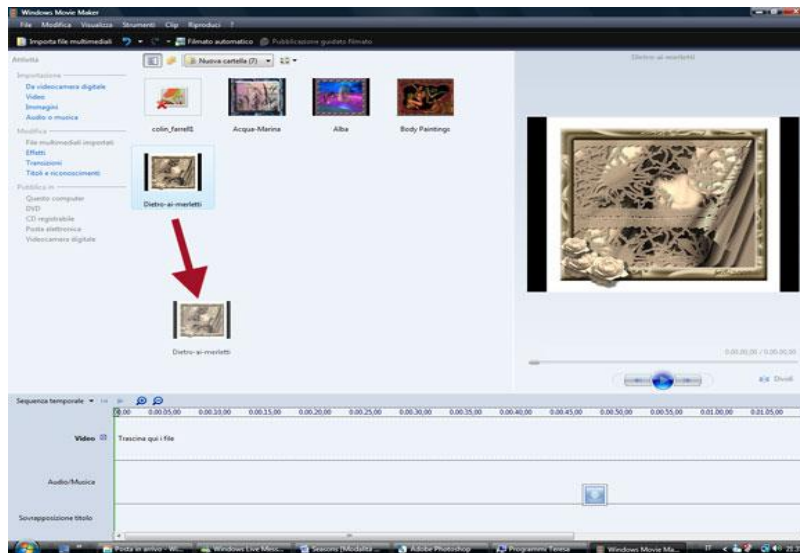 Windows Movie Maker
File Modifica Visualizza Strumenti Clip Riproduci ?
Importa file multimediali Filmato automatico Pubblicazione guidata filmato
Attività
Nuova cartella (7)
Dietro-ai-merletti
Importazione
Da videocamera digitale
Video
Immagini
Audio o musica
Modifica
File multimediali importati
Effetti
Transizioni
Titoli e riconoscimenti
Pubblica in
Questo computer
DVD
CD registrabile
Posta elettronica
Videocamera digitale
colin_farrell1 Acqua-Marina Alba Body Paintings
Dietro-ai-merletti
Dietro-ai-merletti
0.00.00,00 / 0.00.00,00
Dividi
Sequenza temporale
0.00.05,00 0.00.10,00 0.00.15,00 0.00.20,00 0.00.25,00 0.00.30,00 0.00.35,00 0.00.40,00 0.00.45,00 0.00.50,00 0.00.55,00 0.01.00,00 0.01.05,00
Video Trascina qui i file
Audio/Musica
Sovrapposizione titolo
Posta in arrivo - Wi... Windows Live Mess... Seasons [Modalità ... Adobe Photoshop Programmi Teresa Windows Movie Ma... IT